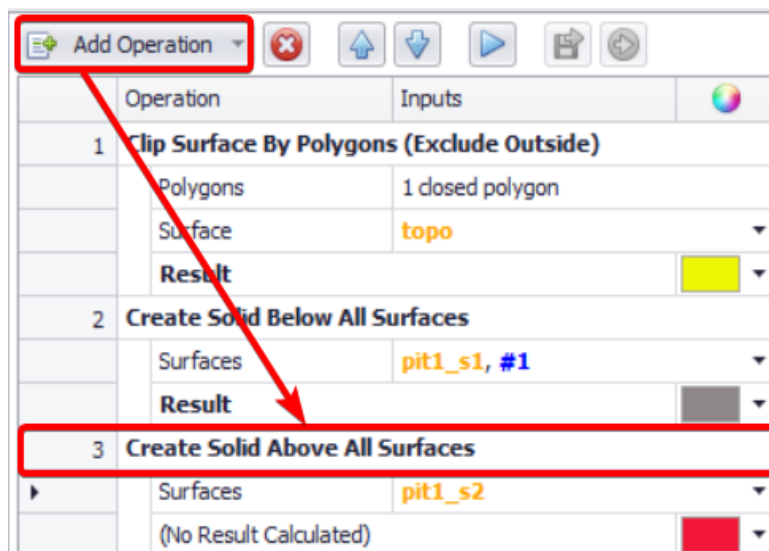 Add Operation
Operation Inputs
1 Clip Surface By Polygons (Exclude Outside)
Polygons 1 closed polygon
Surface topo
Result
2 Create Solid Below All Surfaces
Surfaces pit1_s1, #1
Result
3 Create Solid Above All Surfaces
Surfaces pit1_s2
(No Result Calculated)